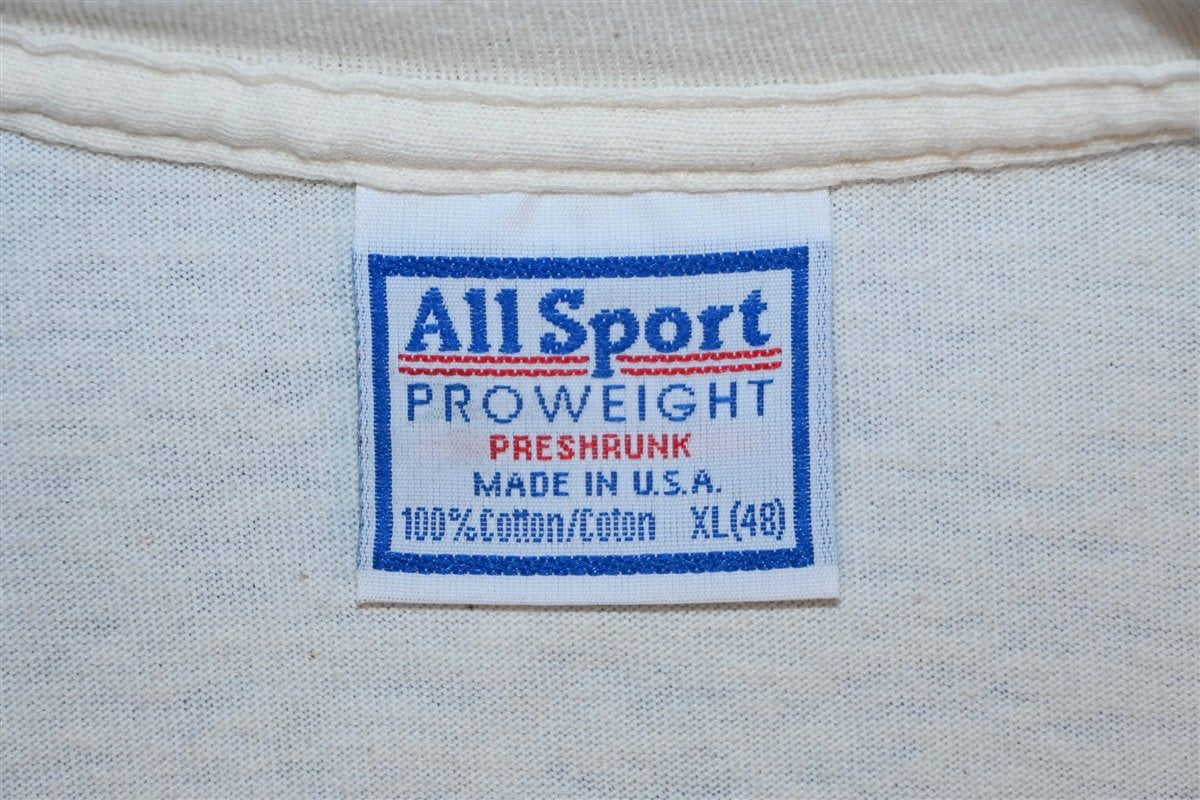 All Sport
PROWEIGHT
PRESHRUNK
MADE IN U.S.A.
100%Cotton/Coton XL(48)